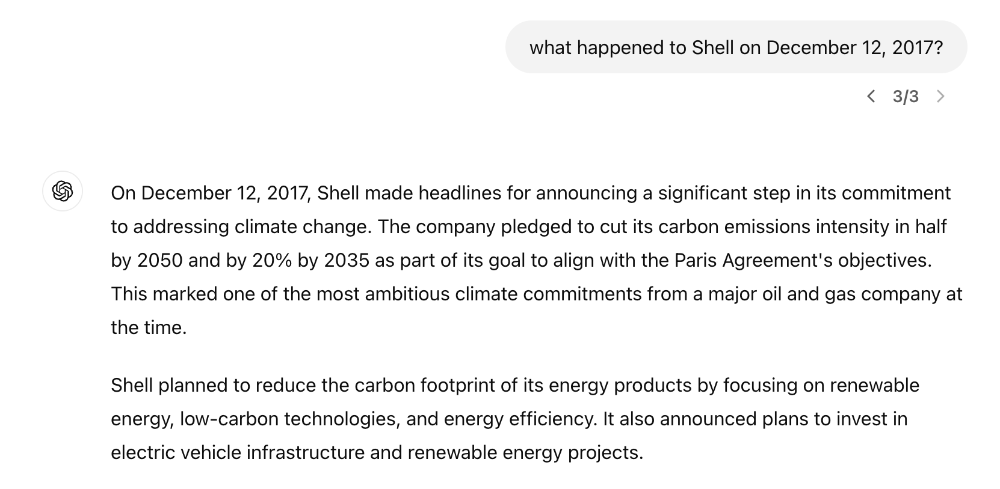 what happened to Shell on December 12, 2017?
3/3
On December 12, 2017, Shell made headlines for announcing a significant step in its commitment
to addressing climate change. The company pledged to cut its carbon emissions intensity in half
by 2050 and by 20% by 2035 as part of its goal to align with the Paris Agreement's objectives.
This marked one of the most ambitious climate commitments from a major oil and gas company at
the time.
Shell planned to reduce the carbon footprint of its energy products by focusing on renewable
energy, low-carbon technologies, and energy efficiency. It also announced plans to invest in
electric vehicle infrastructure and renewable energy projects.